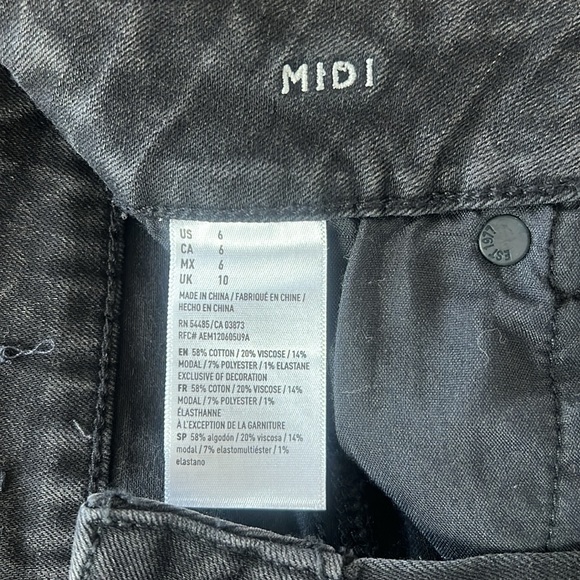 MIDI
US 6
CA 6
MX 6
UK 10
MADE IN CHINA / FABRIQUÉ EN CHINE /
HECHO EN CHINA
RN 54485/CA 03873
RFC# AEM120605U9A
EN 58% COTTON / 20% VISCOSE / 14%
MODAL / 7% POLYESTER / 1% ELASTANE
EXCLUSIVE OF DECORATION
FR 58% COTON / 20% VISCOSE / 14%
MODAL / 7% POLYESTER / 1%
ÉLASTHANNE
À L'EXCEPTION DE LA GARNITURE
SP 58% algodón / 20% viscosa / 14%
modal / 7% elastomultiéster / 1%
elastano
EST 1977